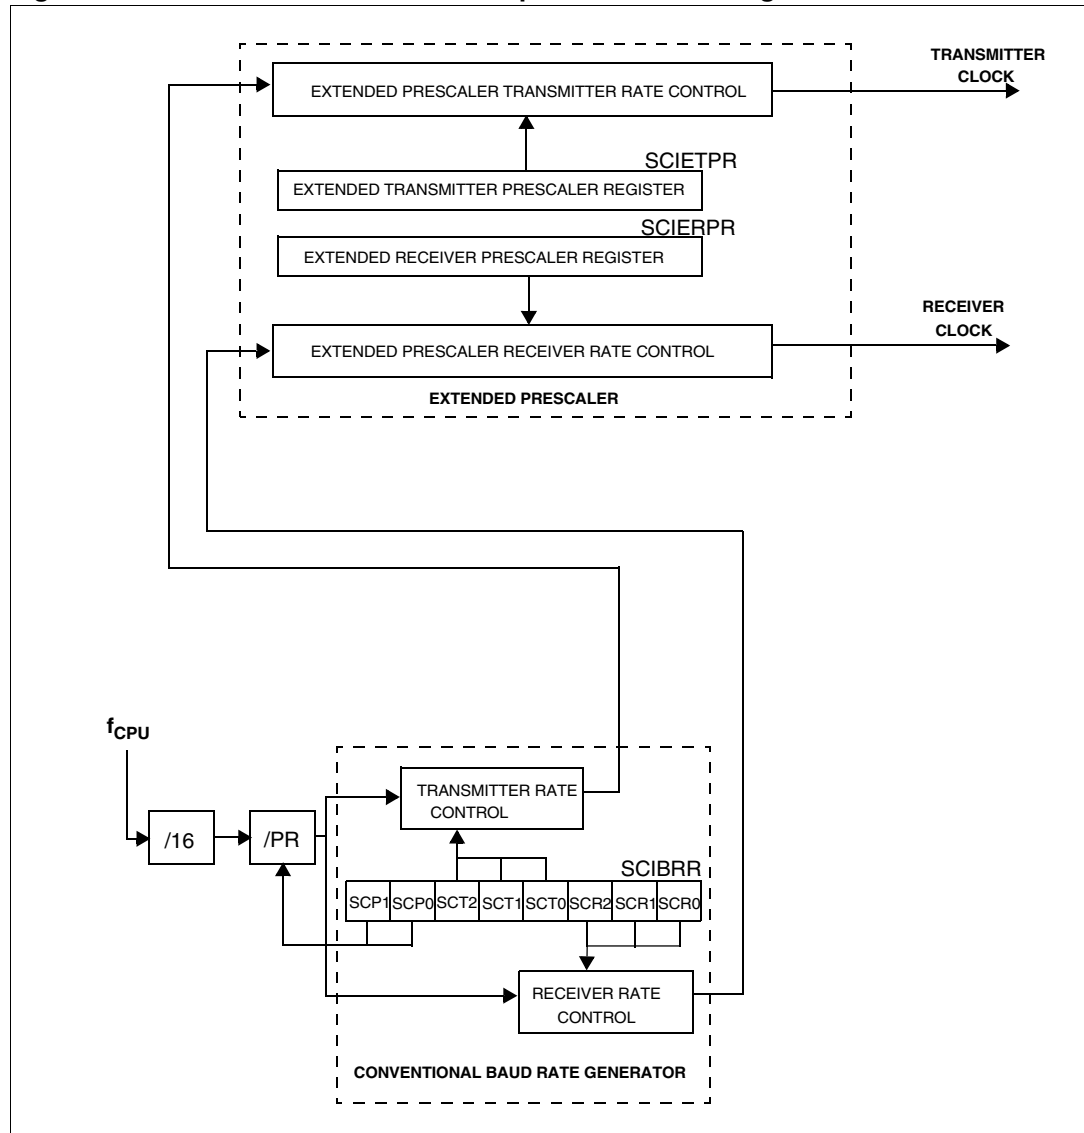 TRANSMITTER
CLOCK
EXTENDED PRESCALER TRANSMITTER RATE CONTROL
SCIETPR
EXTENDED TRANSMITTER PRESCALER REGISTER
SCIERPR
EXTENDED RECEIVER PRESCALER REGISTER
RECEIVER
CLOCK
EXTENDED PRESCALER RECEIVER RATE CONTROL
EXTENDED PRESCALER
fCPU
TRANSMITTER RATE
CONTROL
/16
/PR
SCIBRR
SCP1 SCP0 SCT2 SCT1 SCT0 SCR2 SCR1 SCR0
RECEIVER RATE
CONTROL
CONVENTIONAL BAUD RATE GENERATOR